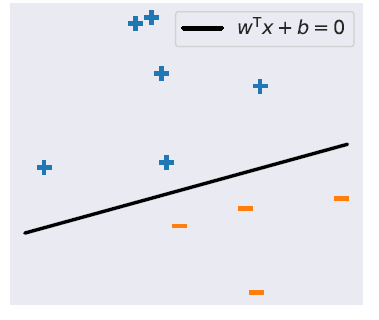 wᵀx + b = 0